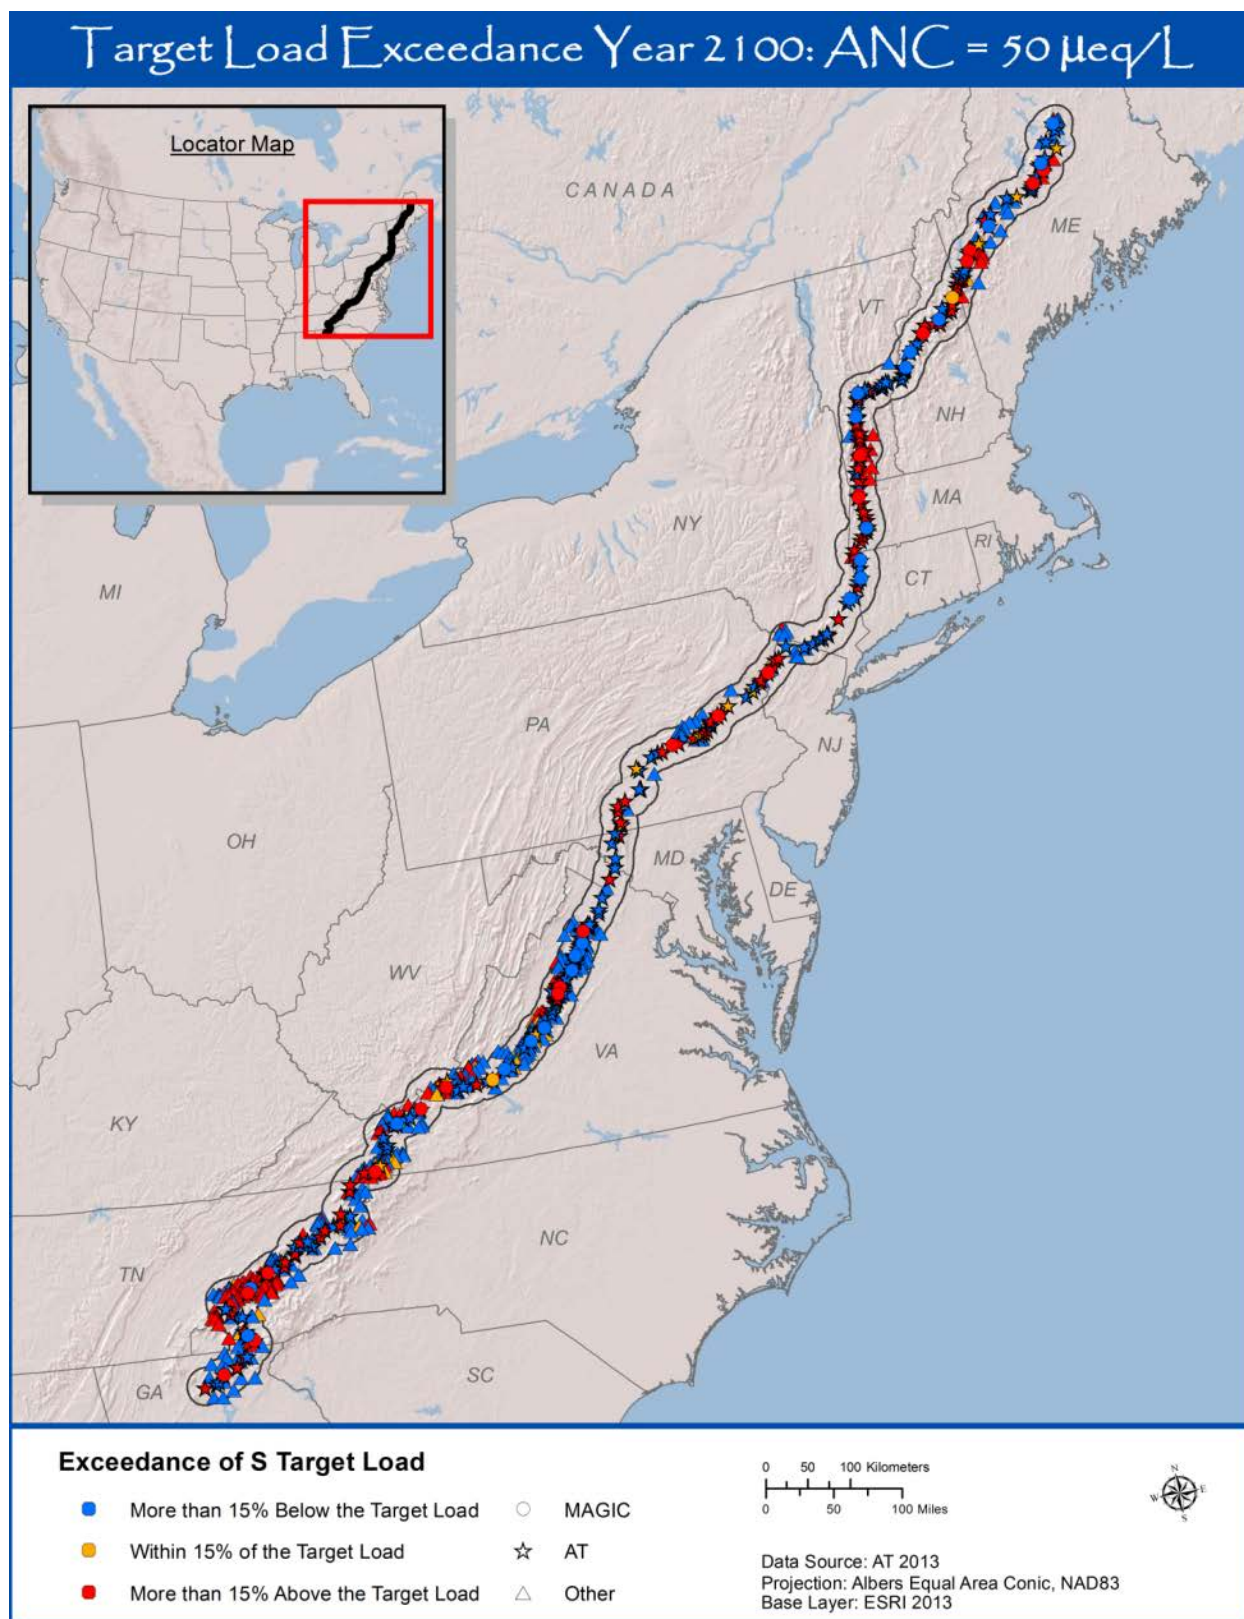 Target Load Exceedance Year 2100: ANC = 50 µeq/L
Locator Map
CANADA
ME
VT
NH
MA
NY
RI
CT
MI
PA
NJ
OH
MD
DE
WV
VA
KY
NC
TN
SC
GA
Exceedance of S Target Load
More than 15% Below the Target Load
Within 15% of the Target Load
More than 15% Above the Target Load
MAGIC
AT
Other
0 50 100 Kilometers
0 50 100 Miles
N
W E
S
Data Source: AT 2013
Projection: Albers Equal Area Conic, NAD83
Base Layer: ESRI 2013